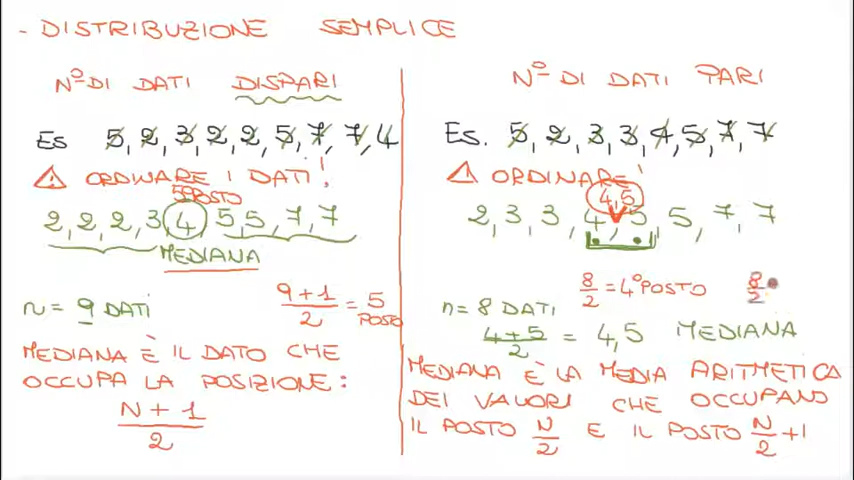 - DISTRIBUZIONE SEMPLICE
N° DI DATI DISPARI
Es 5, 2, 3, 2, 2, 5, 7, 7, 4
⚠ ORDINARE I DATI!
5° POSTO
2, 2, 2, 3, 4, 5, 5, 7, 7
MEDIANA
n = 9 DATI
9+1/2 = 5 POSTO
MEDIANA È IL DATO CHE
OCCUPA LA POSIZIONE:
N+1/2
N° DI DATI PARI
Es. 5, 2, 3, 3, 4, 5, 7, 7
⚠ ORDINARE!
4,5
2, 3, 3, 4, 5, 5, 7, 7
8/2 = 4° POSTO 8/2
n = 8 DATI
4+5/2 = 4,5 MEDIANA
MEDIANA È LA MEDIA ARITMETICA
DEI VALORI CHE OCCUPANO
IL POSTO N/2 E IL POSTO N/2+1